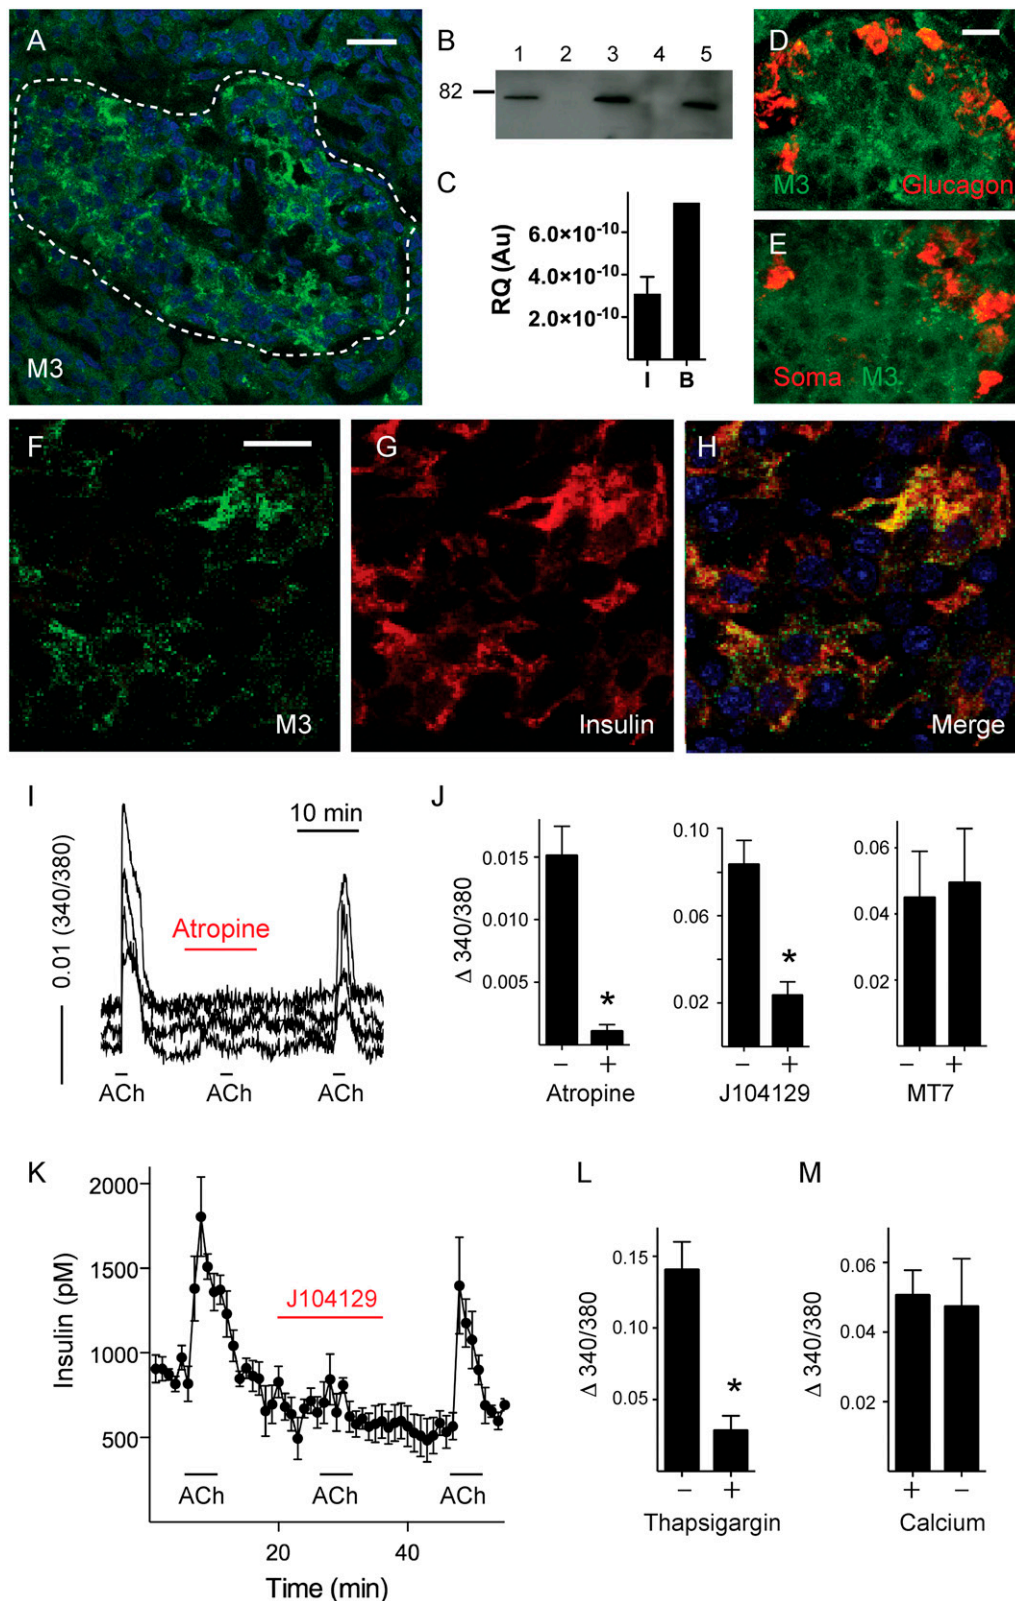 A
M3
B
1 2 3 4 5
82
C
RQ (Au)
6.0×10-10
4.0×10-10
2.0×10-10
I B
D
M3 Glucagon
E
Soma M3
F
M3
G
Insulin
H
Merge
I
0.01 (340/380)
10 min
Atropine
ACh ACh ACh
J
Δ 340/380
0.015
0.010
0.005
− +
Atropine
0.10
0.08
0.06
0.04
0.02
− +
J104129
0.06
0.04
0.02
− +
MT7
*
*
K
Insulin (pM)
2000
1500
1000
500
J104129
ACh ACh ACh
20 40
Time (min)
L
Δ 340/380
0.15
0.10
0.05
*
− +
Thapsigargin
M
Δ 340/380
0.06
0.04
0.02
+ −
Calcium